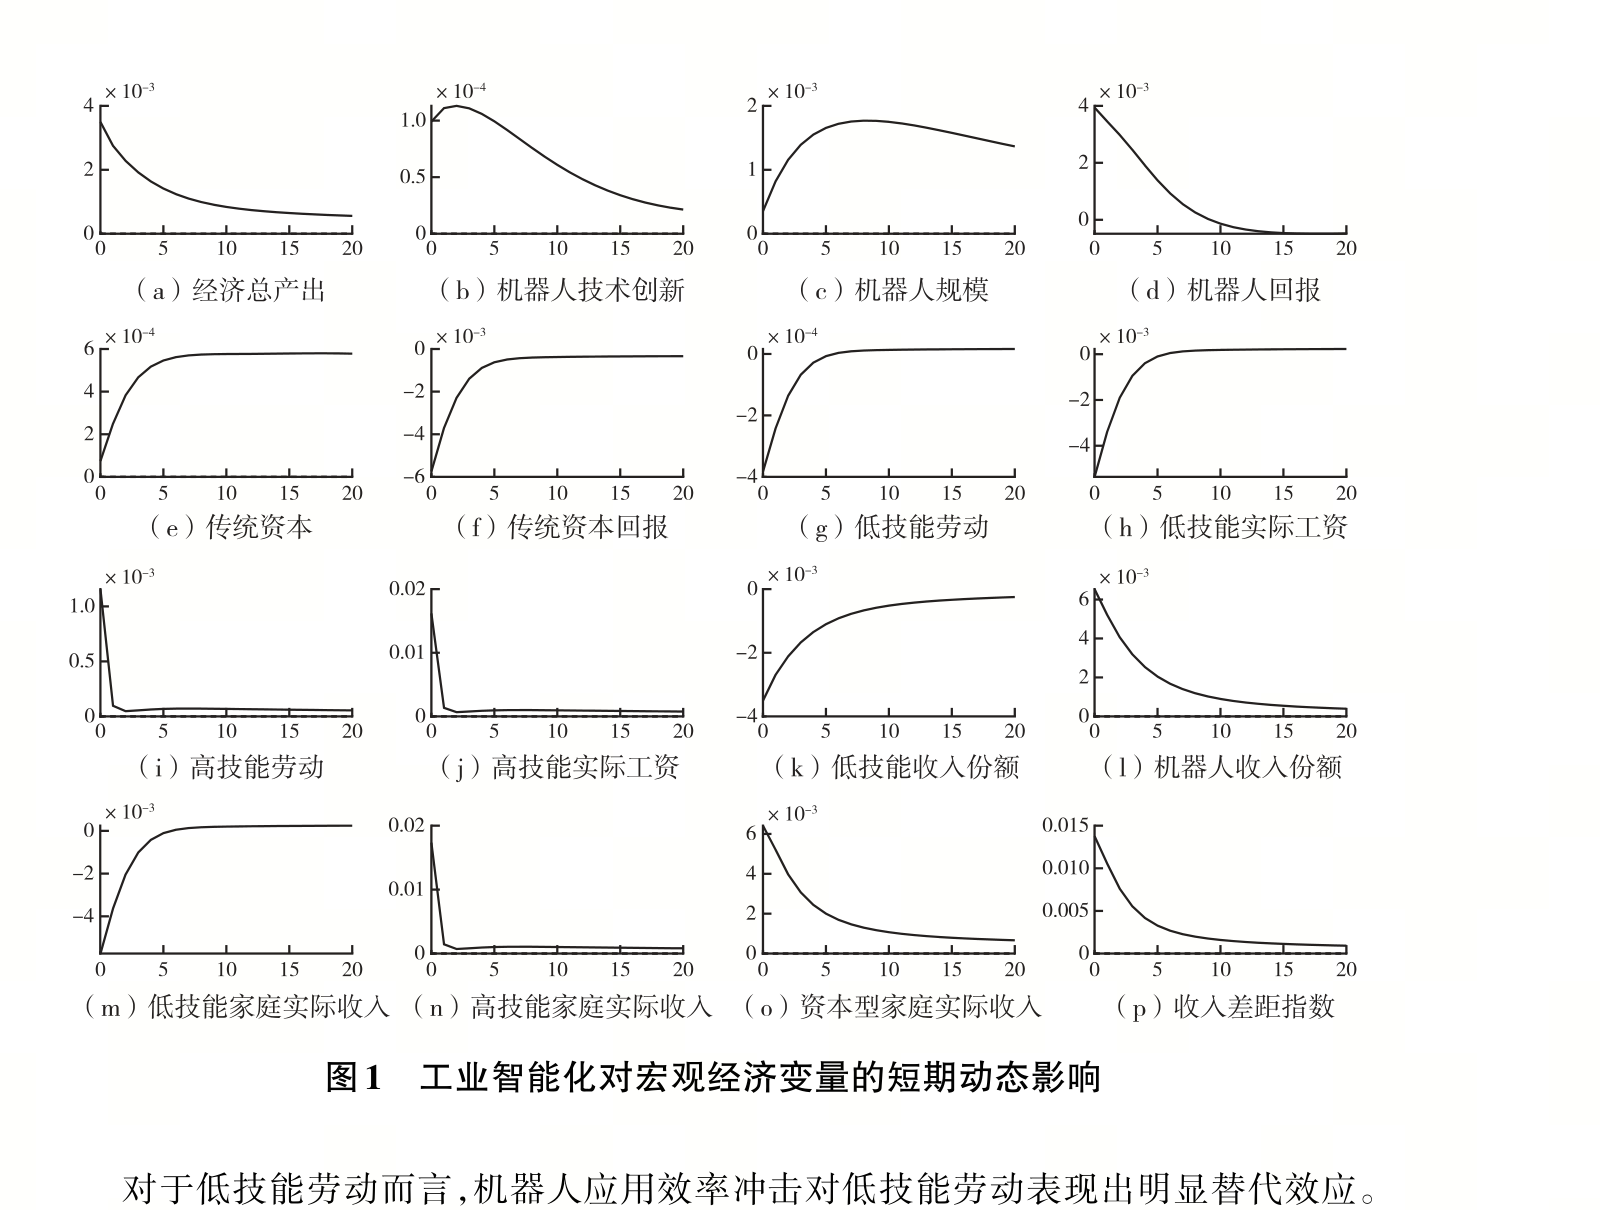 ×10⁻³ ×10⁻⁴ ×10⁻³ ×10⁻³
4 2 0 0 5 10 15 20
1.0 0.5 0 0 5 10 15 20
2 1 0 0 5 10 15 20
4 2 0 0 5 10 15 20
（a）经济总产出 （b）机器人技术创新 （c）机器人规模 （d）机器人回报
×10⁻⁴ ×10⁻³ ×10⁻⁴ ×10⁻³
6 4 2 0 0 5 10 15 20
0 −2 −4 −6 0 5 10 15 20
0 −2 −4 0 5 10 15 20
0 −2 −4 0 5 10 15 20
（e）传统资本 （f）传统资本回报 （g）低技能劳动 （h）低技能实际工资
×10⁻³ ×10⁻³ ×10⁻³
1.0 0.5 0 0 5 10 15 20
0.02 0.01 0 0 5 10 15 20
0 −2 −4 0 5 10 15 20
6 4 2 0 0 5 10 15 20
（i）高技能劳动 （j）高技能实际工资 （k）低技能收入份额 （l）机器人收入份额
×10⁻³ ×10⁻³
0 −2 −4 0 5 10 15 20
0.02 0.01 0 0 5 10 15 20
6 4 2 0 0 5 10 15 20
0.015 0.010 0.005 0 0 5 10 15 20
（m）低技能家庭实际收入 （n）高技能家庭实际收入 （o）资本型家庭实际收入 （p）收入差距指数
图1 工业智能化对宏观经济变量的短期动态影响
对于低技能劳动而言,机器人应用效率冲击对低技能劳动表现出明显替代效应。